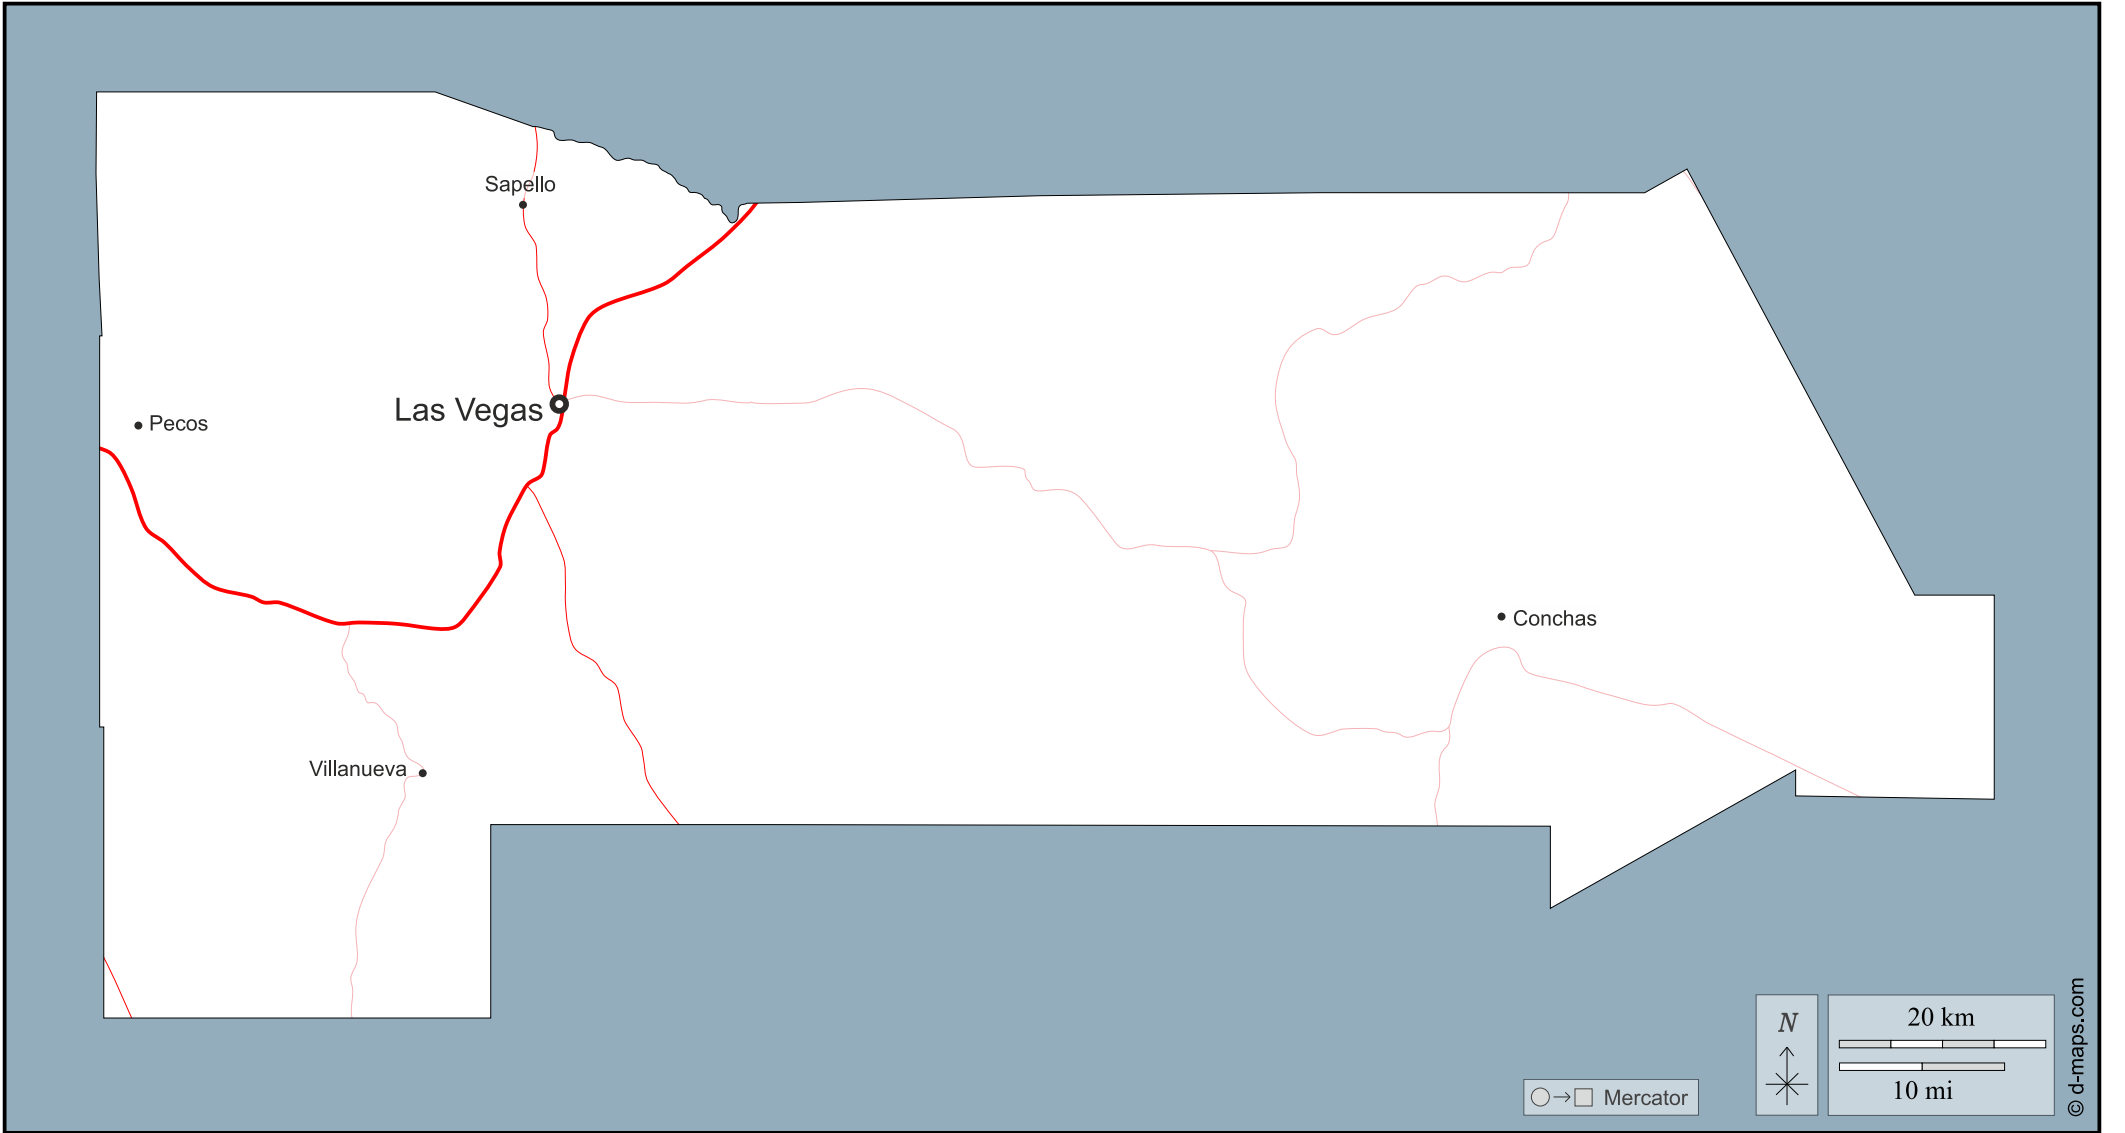 Sapello
Las Vegas
Pecos
Conchas
Villanueva
N
20 km
10 mi
Mercator
© d-maps.com